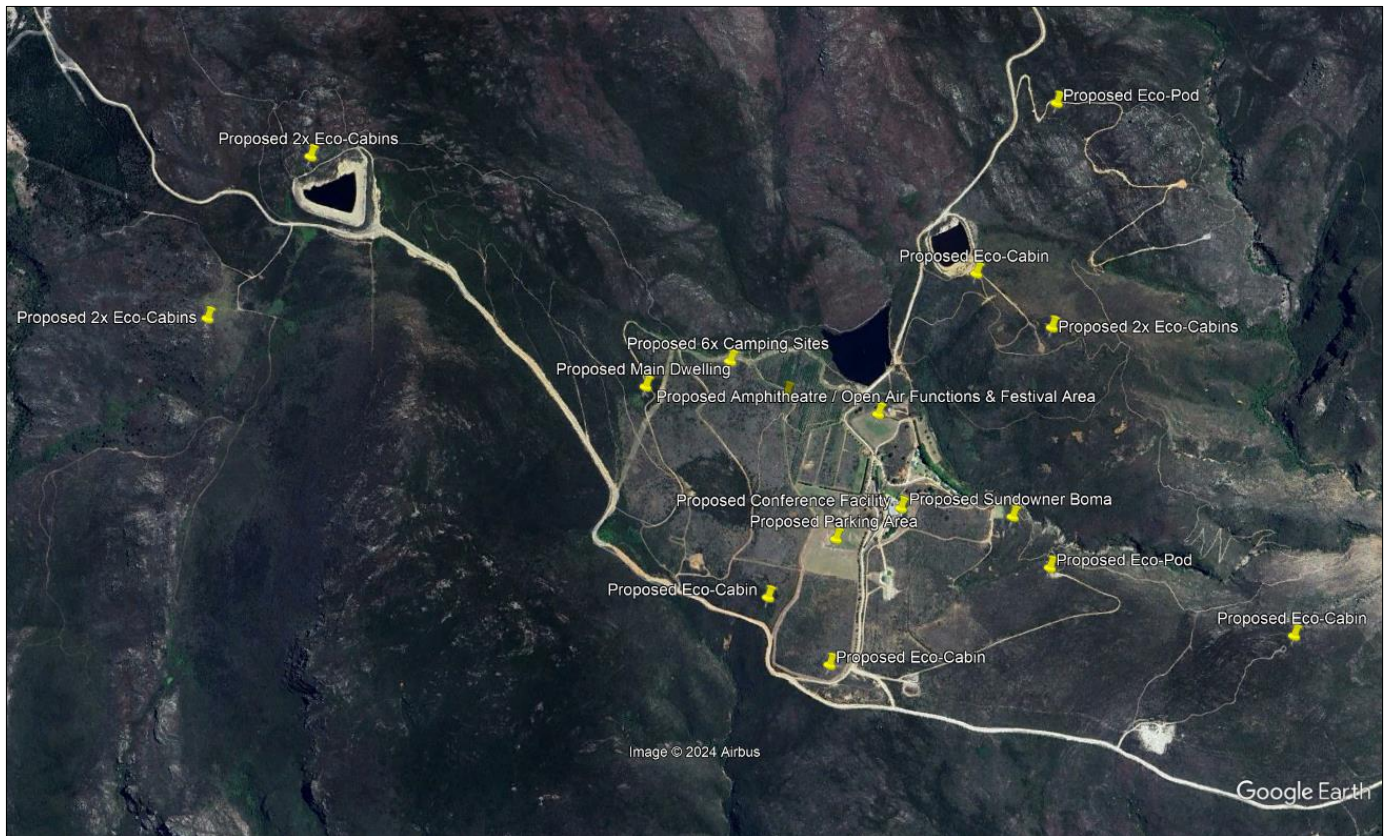 Proposed Eco-Pod
Proposed 2x Eco-Cabins
Proposed Eco-Cabin
Proposed 2x Eco-Cabins
Proposed 2x Eco-Cabins
Proposed 6x Camping Sites
Proposed Main Dwelling
Proposed Amphitheatre / Open Air Functions & Festival Area
Proposed Conference Facility
Proposed Sundowner Boma
Proposed Parking Area
Proposed Eco-Pod
Proposed Eco-Cabin
Proposed Eco-Cabin
Proposed Eco-Cabin
Image © 2024 Airbus
Google Earth